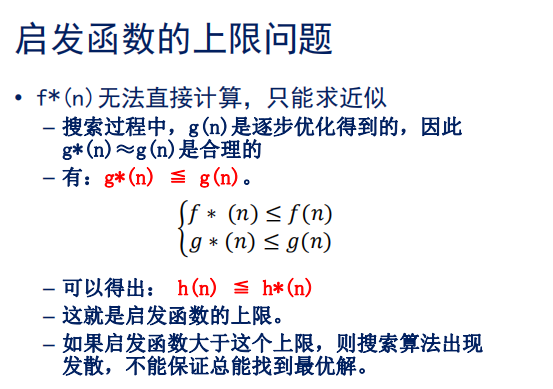 启发函数的上限问题
• f*(n)无法直接计算，只能求近似
– 搜索过程中，g(n)是逐步优化得到的，因此
g*(n)≈g(n)是合理的
– 有：g*(n) ≦ g(n)。
{f ∗ (n) ≤ f(n)
g ∗ (n) ≤ g(n)
– 可以得出： h(n) ≦ h*(n)
– 这就是启发函数的上限。
– 如果启发函数大于这个上限，则搜索算法出现
发散，不能保证总能找到最优解。